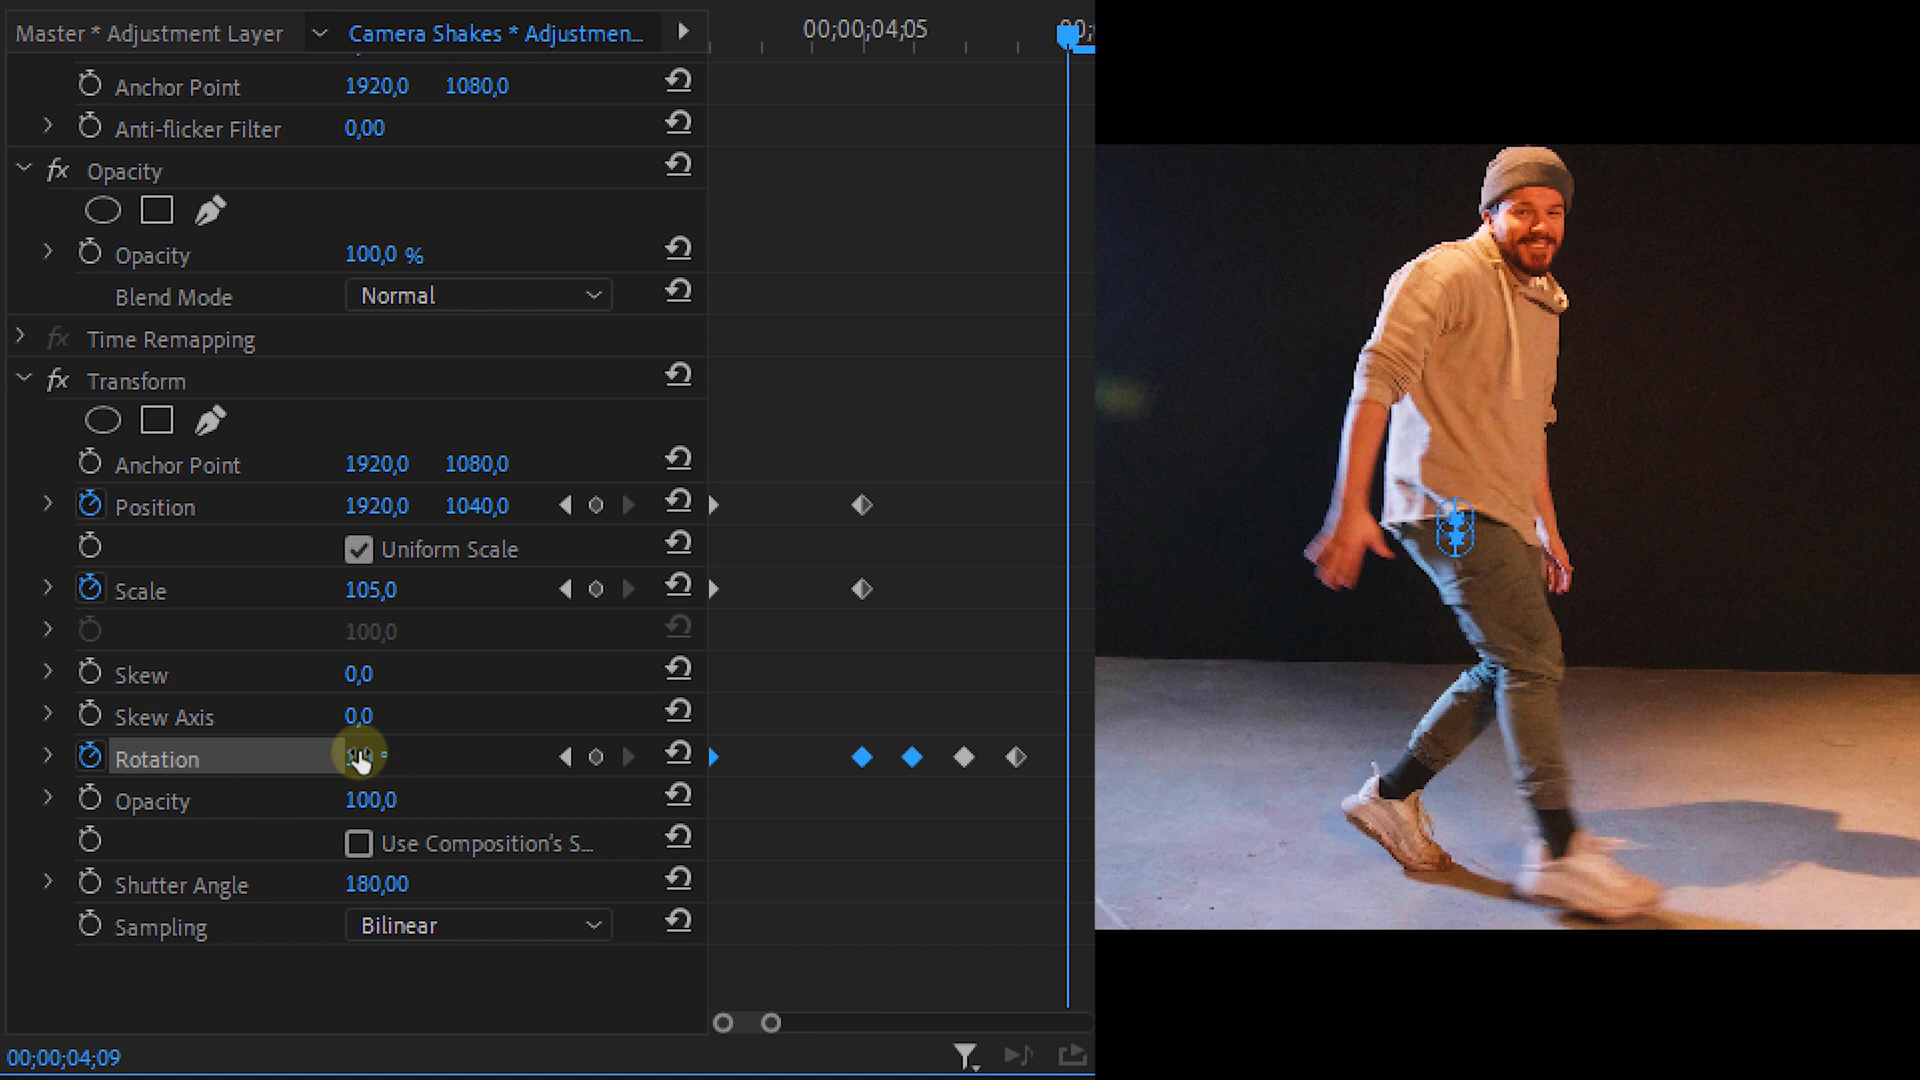 Master * Adjustment Layer
Camera Shakes * Adjustmen...
00;00;04;05
Anchor Point 1920,0 1080,0
Anti-flicker Filter 0,00
fx Opacity
Opacity 100,0 %
Blend Mode Normal
fx Time Remapping
fx Transform
Anchor Point 1920,0 1080,0
Position 1920,0 1040,0
Uniform Scale
Scale 105,0
100,0
Skew 0,0
Skew Axis 0,0
Rotation
Opacity 100,0
Use Composition's S...
Shutter Angle 180,00
Sampling Bilinear
00;00;04;09